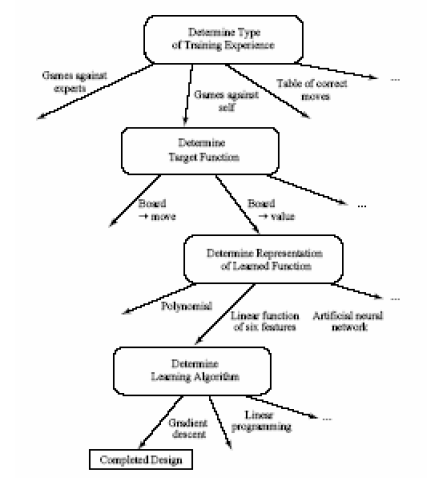 Determine Type
of Training Experience
Games against
experts
Games against
self
Table of correct
moves
...
Determine
Target Function
Board
→ move
Board
→ value
...
Determine Representation
of Learned Function
Polynomial
Linear function
of six features
Artificial neural
network
...
Determine
Learning Algorithm
Gradient
descent
Linear
programming
...
Completed Design